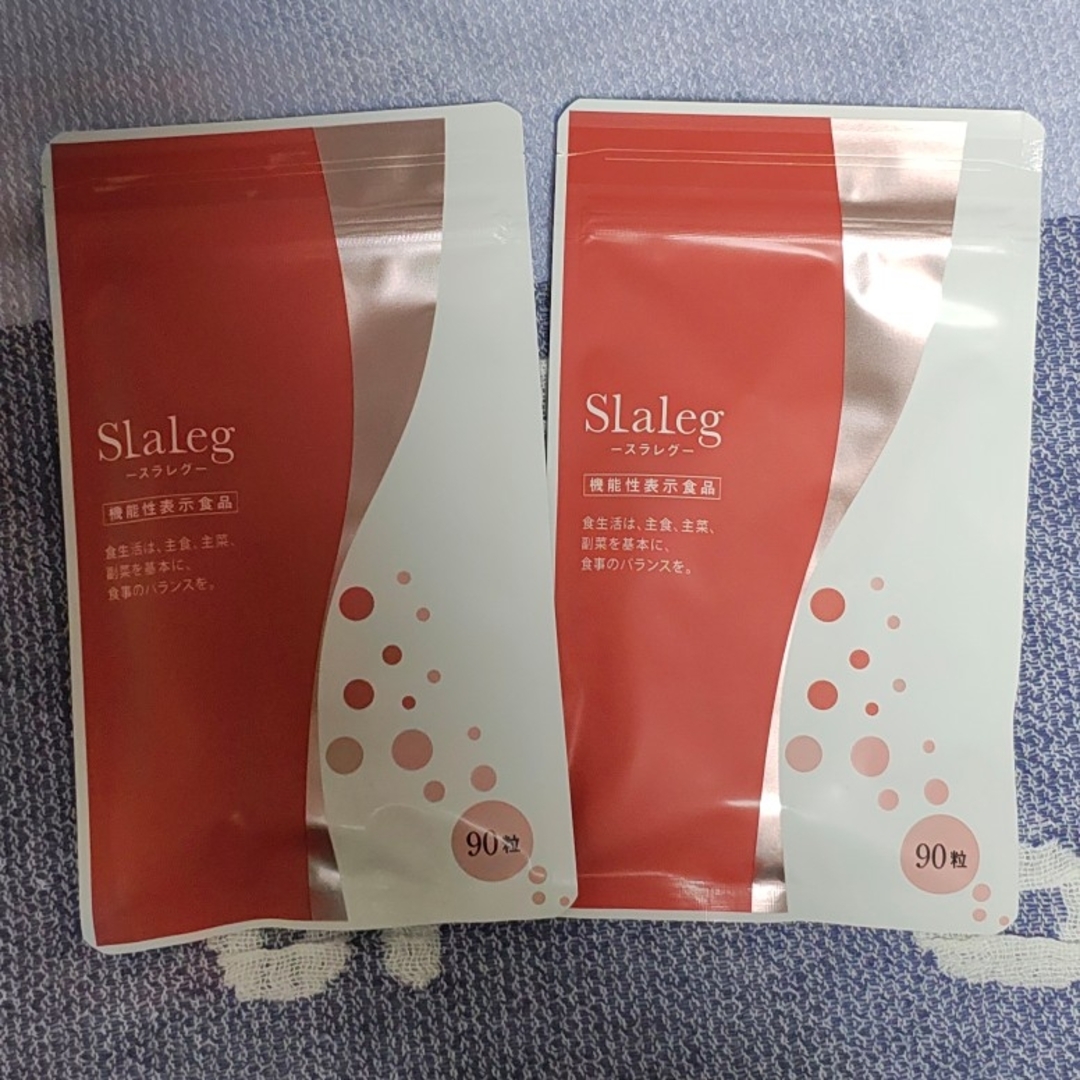 Slaleg
ースラレグー
機能性表示食品
食生活は、主食、主菜、
副菜を基本に、
食事のバランスを。
90粒
Slaleg
ースラレグー
機能性表示食品
食生活は、主食、主菜、
副菜を基本に、
食事のバランスを。
90粒